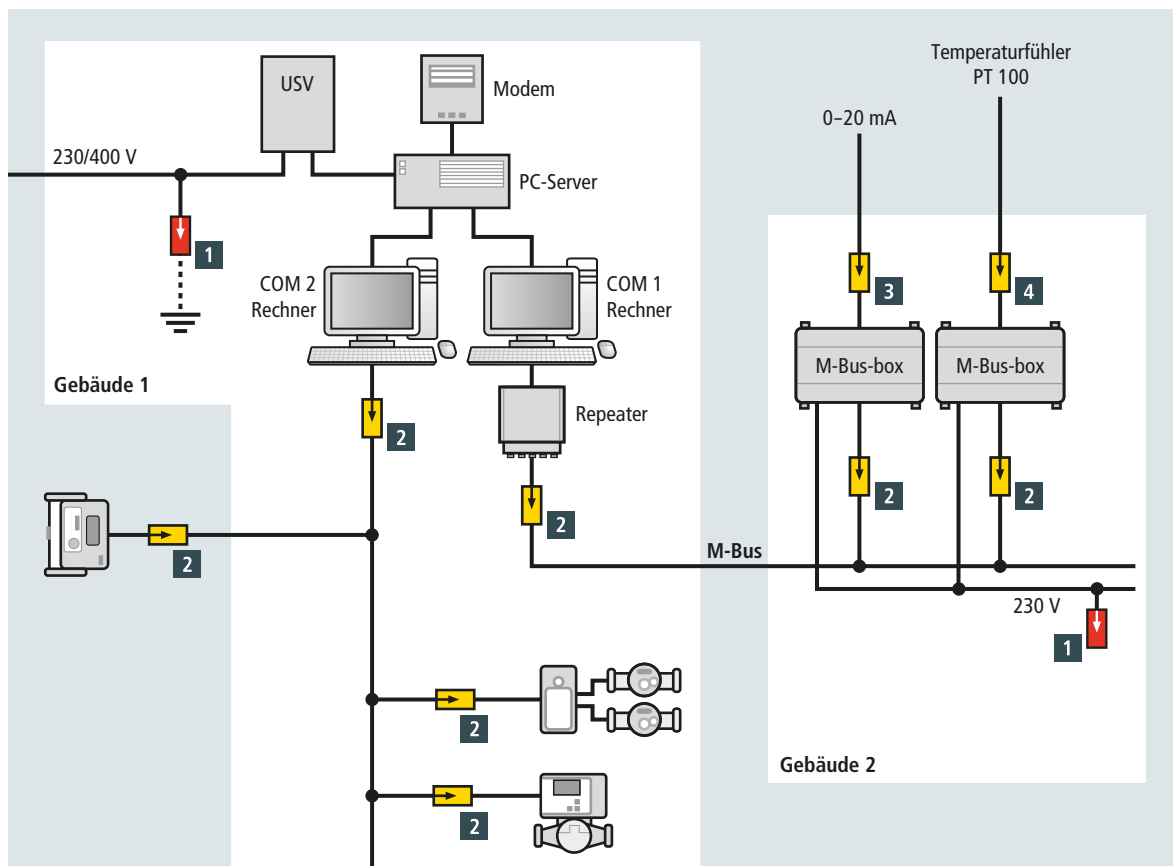 Temperaturfühler
PT 100
USV
Modem
0–20 mA
230/400 V
PC-Server
1
COM 2
Rechner
COM 1
Rechner
3
4
M-Bus-box
M-Bus-box
Gebäude 1
Repeater
2
2
2
2
2
M-Bus
230 V
1
2
Gebäude 2
2